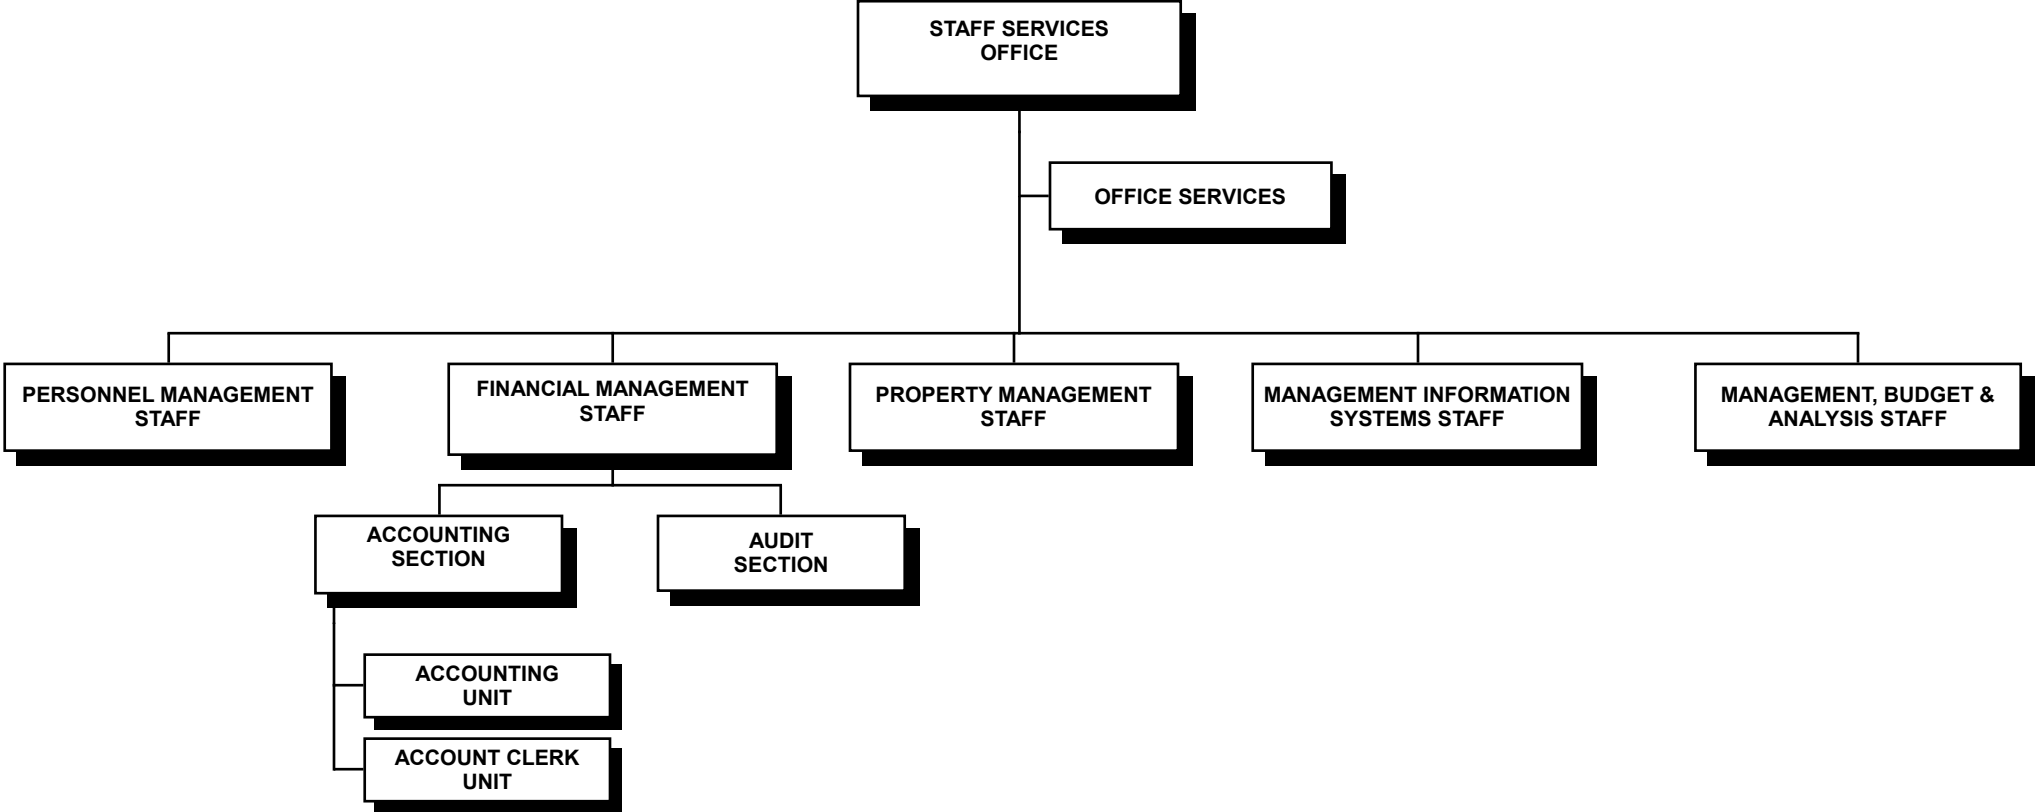 STAFF SERVICES
OFFICE
OFFICE SERVICES
PERSONNEL MANAGEMENT
STAFF
FINANCIAL MANAGEMENT
STAFF
PROPERTY MANAGEMENT
STAFF
MANAGEMENT INFORMATION
SYSTEMS STAFF
MANAGEMENT, BUDGET &
ANALYSIS STAFF
ACCOUNTING
SECTION
AUDIT
SECTION
ACCOUNTING
UNIT
ACCOUNT CLERK
UNIT